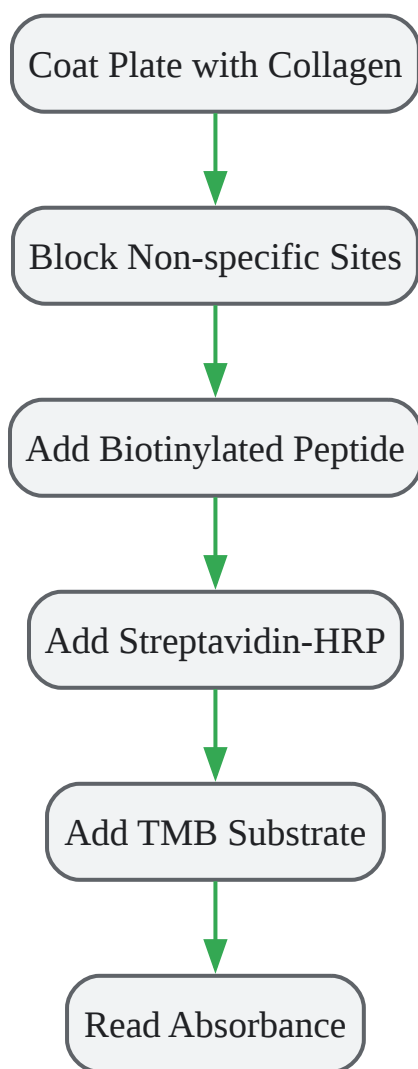 Coat Plate with Collagen
Block Non-specific Sites
Add Biotinylated Peptide
Add Streptavidin-HRP
Add TMB Substrate
Read Absorbance